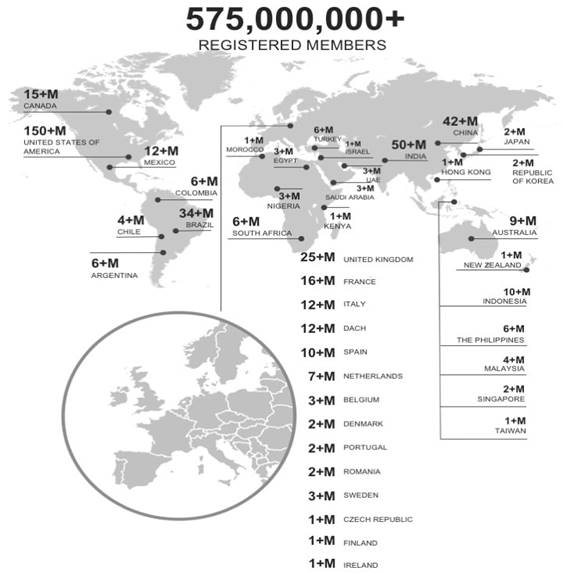 575,000,000+
REGISTERED MEMBERS
15+M
CANADA
150+M
UNITED STATES OF
AMERICA
12+M
MEXICO
6+M
COLOMBIA
34+M
BRAZIL
4+M
CHILE
6+M
ARGENTINA
1+M
MOROCCO
3+M
EGYPT
6+M
TURKEY
1+M
ISRAEL
3+M
UAE
3+M
SAUDI ARABIA
3+M
NIGERIA
1+M
KENYA
6+M
SOUTH AFRICA
50+M
INDIA
42+M
CHINA
2+M
JAPAN
1+M
HONG KONG
2+M
REPUBLIC
OF KOREA
9+M
AUSTRALIA
1+M
NEW ZEALAND
10+M
INDONESIA
6+M
THE PHILIPPINES
4+M
MALAYSIA
2+M
SINGAPORE
1+M
TAIWAN
25+M UNITED KINGDOM
16+M FRANCE
12+M ITALY
12+M DACH
10+M SPAIN
7+M NETHERLANDS
3+M BELGIUM
2+M DENMARK
2+M PORTUGAL
2+M ROMANIA
3+M SWEDEN
1+M CZECH REPUBLIC
1+M FINLAND
1+M IRELAND